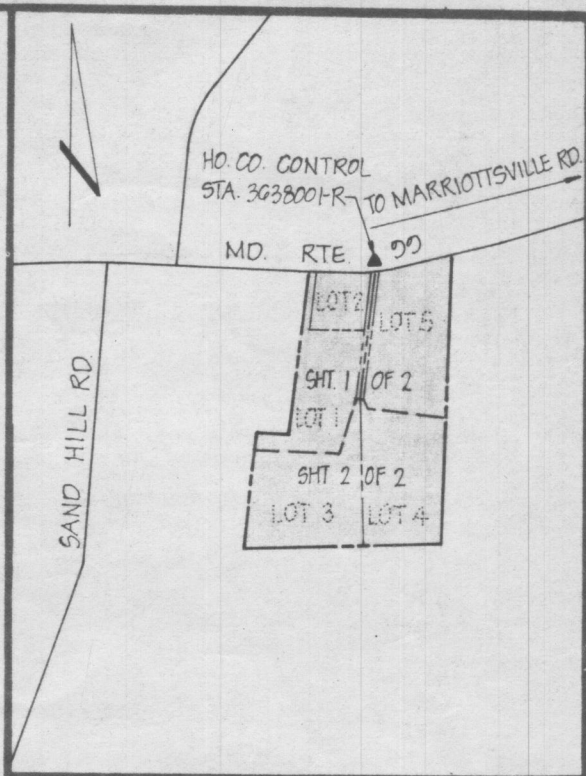 HO. CO. CONTROL
STA. 3G38001-R
TO MARRIOTTSVILLE RD.
MD. RTE. 99
LOT 2
LOT 5
SHT. 1 OF 2
LOT 1
SHT 2 OF 2
LOT 3
LOT 4
SAND HILL RD.